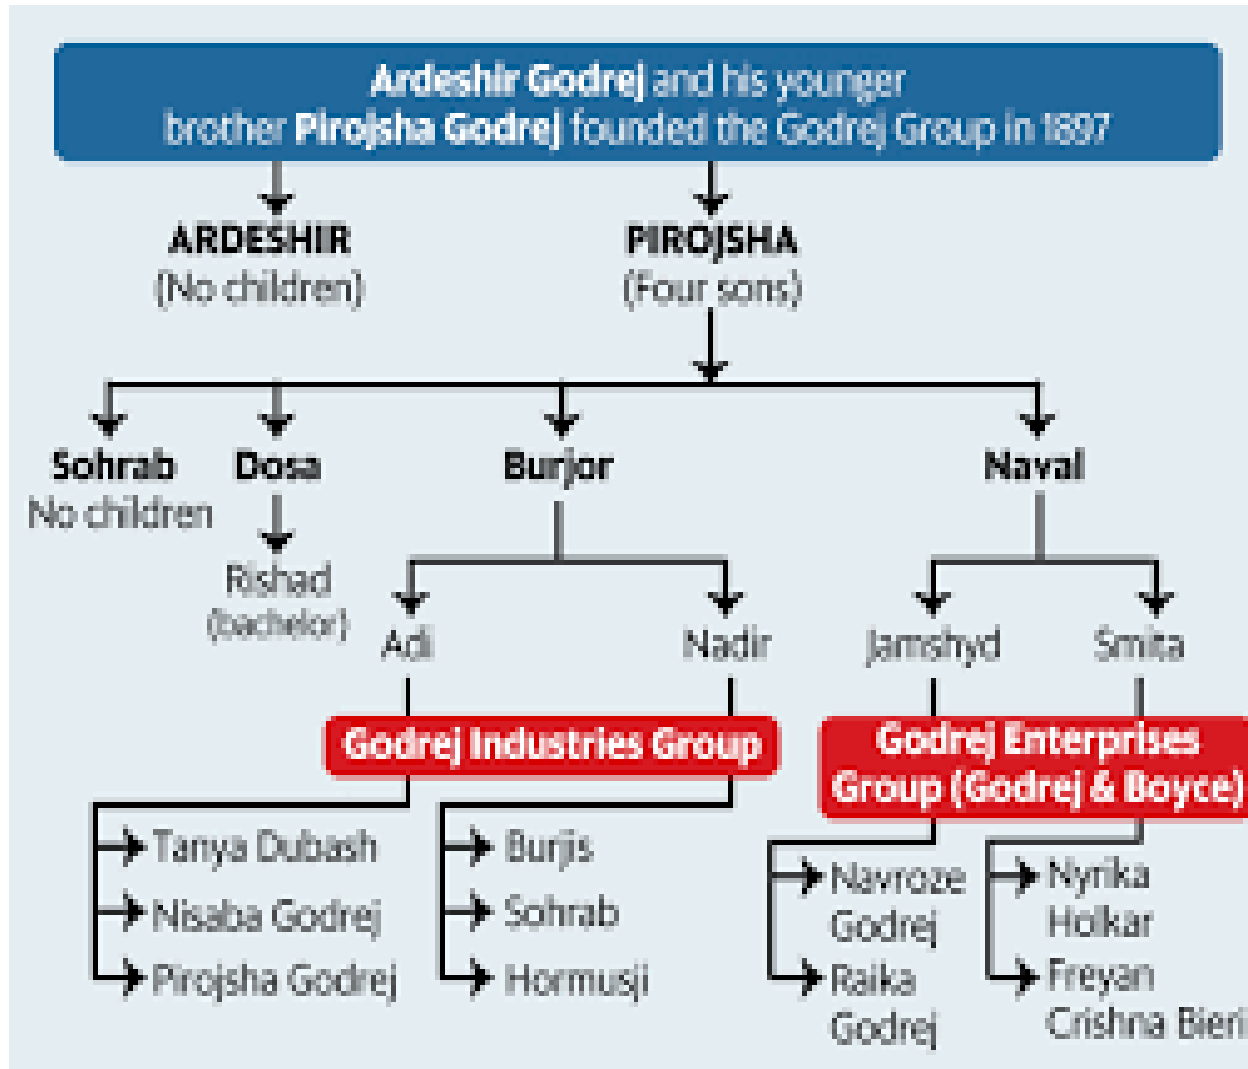 Ardeshir Godrej and his younger
brother Pirojsha Godrej founded the Godrej Group in 1897
ARDESHIR
(No children)
PIROJSHA
(Four sons)
Sohrab
No children
Dosa
Burjor
Naval
Rishad
(bachelor)
Adi
Nadir
Jamshyd
Smita
Godrej Industries Group
Godrej Enterprises
Group (Godrej & Boyce)
Tanya Dubash
Nisaba Godrej
Pirojsha Godrej
Burjis
Sohrab
Hormusji
Navroze
Godrej
Raika
Godrej
Nyrika
Holkar
Freyan
Crishna Bieri